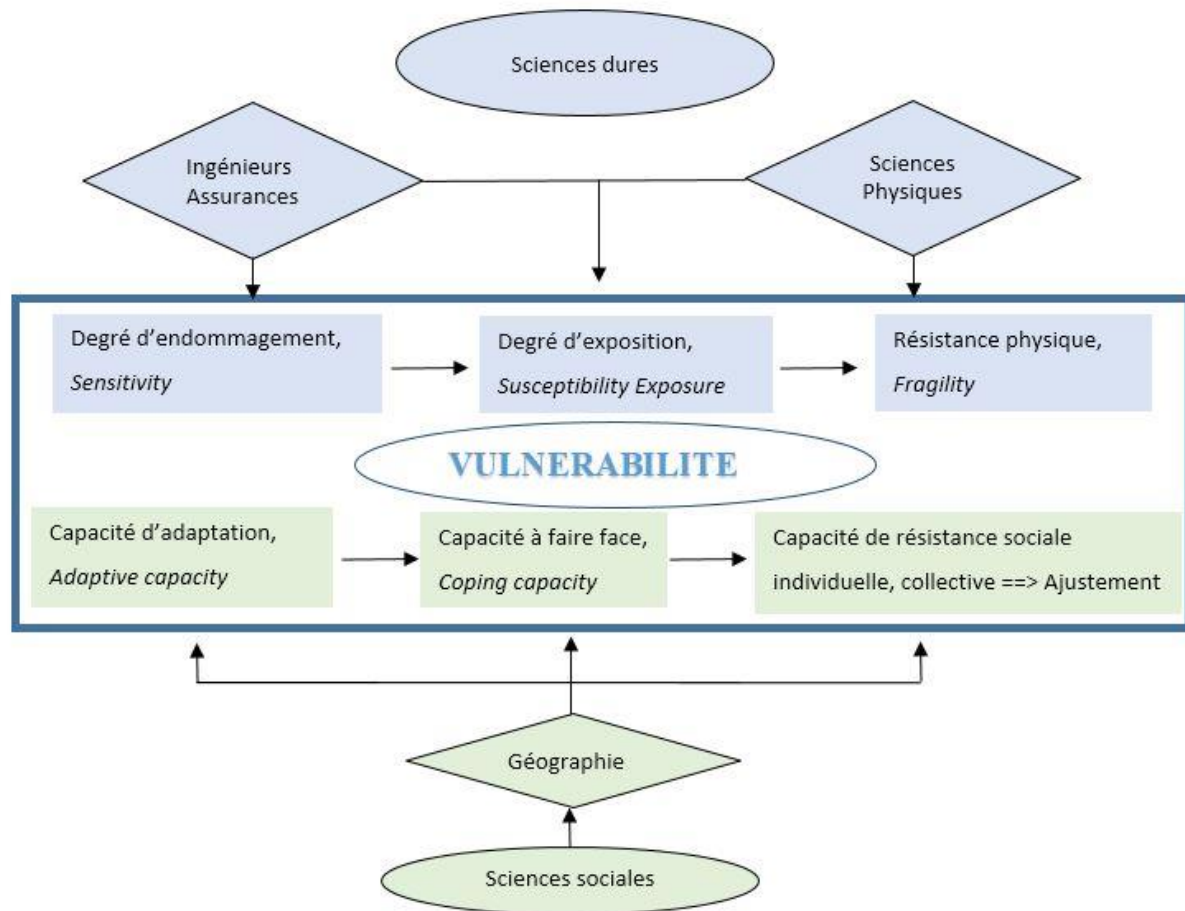 Sciences dures
Ingénieurs
Assurances
Sciences
Physiques
Degré d’endommagement,
Sensitivity
Degré d’exposition,
Susceptibility Exposure
Résistance physique,
Fragility
VULNERABILITE
Capacité d’adaptation,
Adaptive capacity
Capacité à faire face,
Coping capacity
Capacité de résistance sociale
individuelle, collective ==> Ajustement
Géographie
Sciences sociales